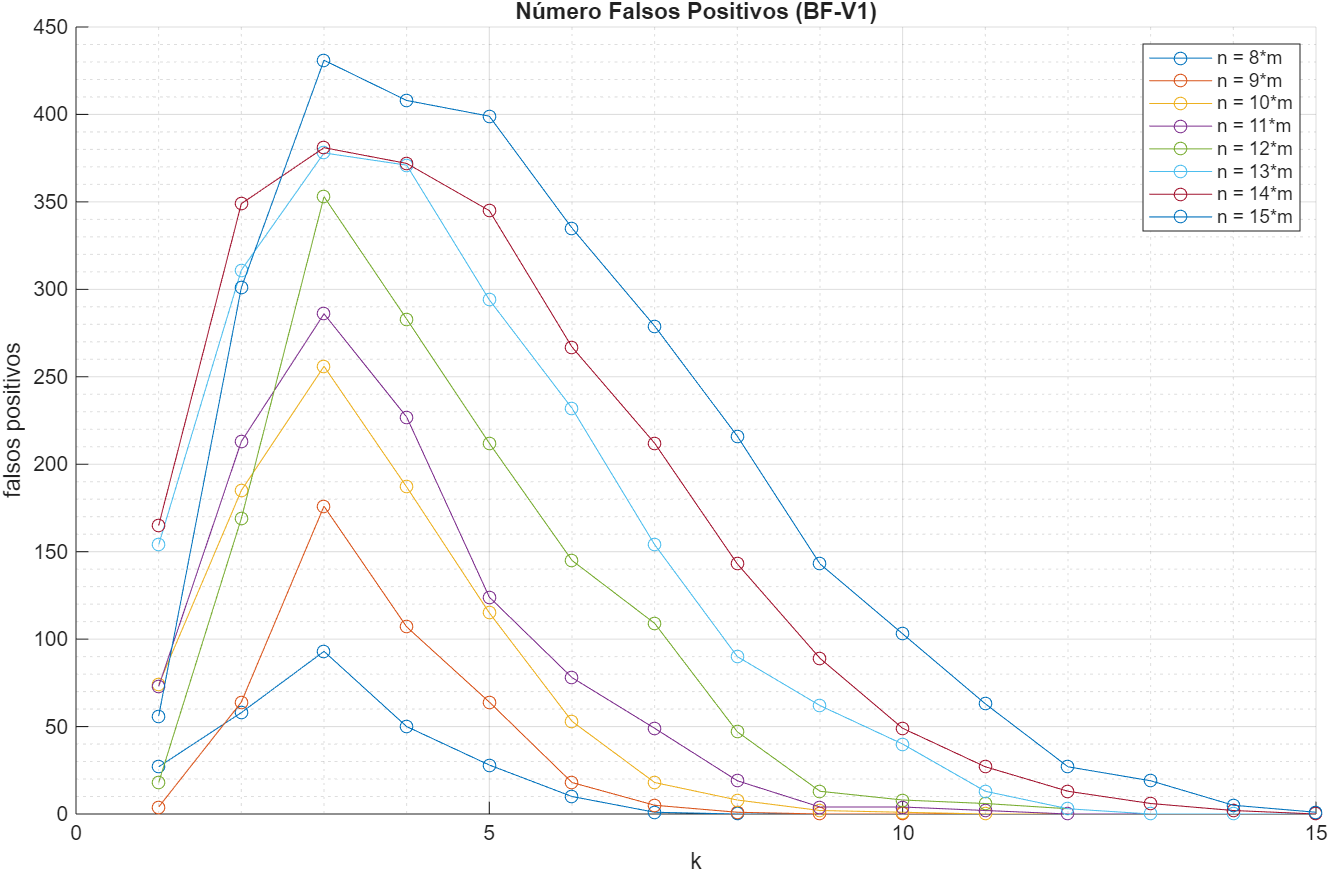 Número Falsos Positivos (BF-V1)
450
400
350
300
250
200
150
100
50
0
falsos positivos
0
5
10
15
k
n = 8*m
n = 9*m
n = 10*m
n = 11*m
n = 12*m
n = 13*m
n = 14*m
n = 15*m